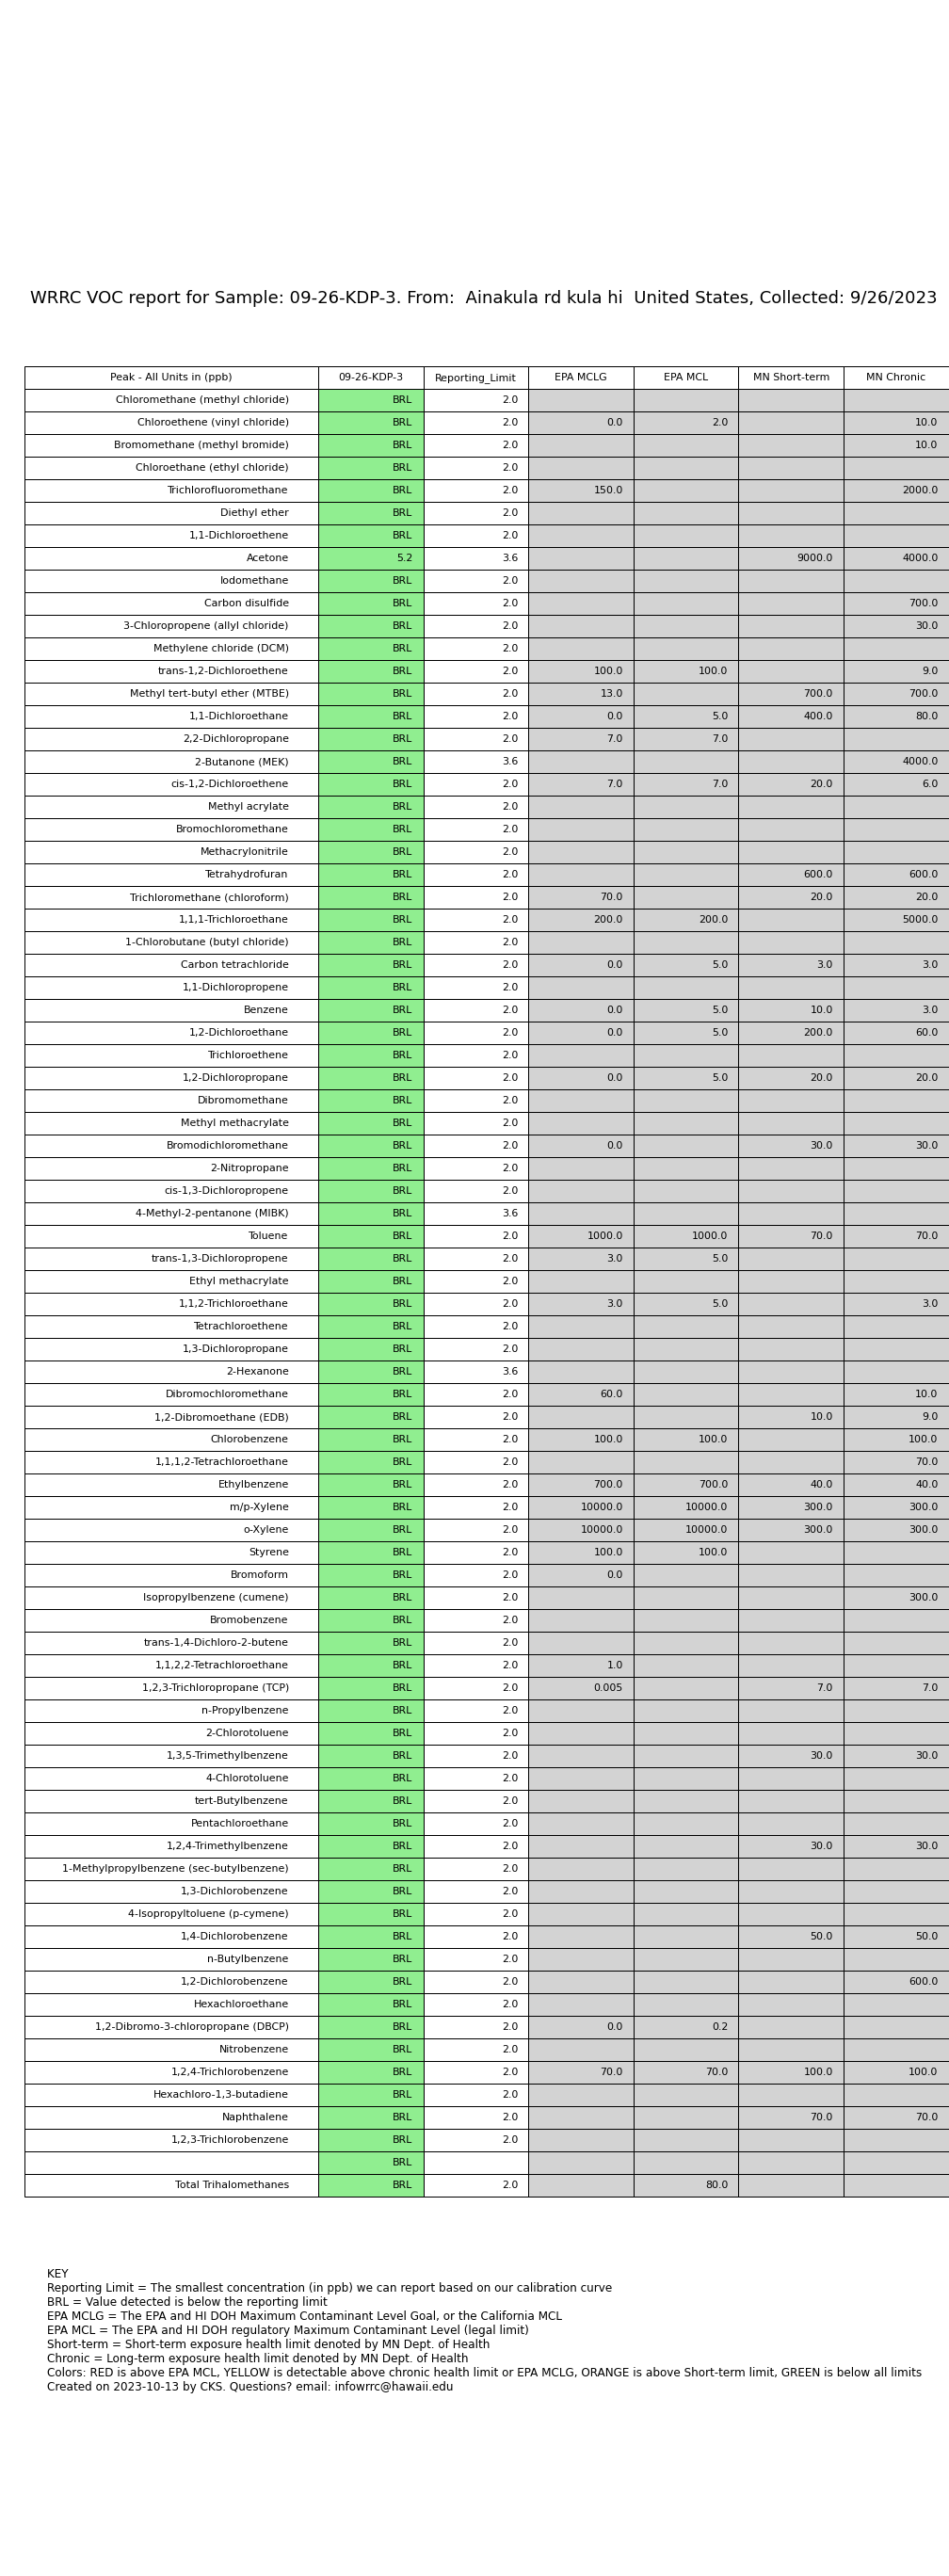 WRRC VOC report for Sample: 09-26-KDP-3. From:  Ainakula rd kula hi  United States, Collected: 9/26/2023
Peak - All Units in (ppb) 09-26-KDP-3 Reporting_Limit EPA MCLG EPA MCL MN Short-term MN Chronic
Chloromethane (methyl chloride) BRL 2.0
Chloroethene (vinyl chloride) BRL 2.0 0.0 2.0 10.0
Bromomethane (methyl bromide) BRL 2.0 10.0
Chloroethane (ethyl chloride) BRL 2.0
Trichlorofluoromethane BRL 2.0 150.0 2000.0
Diethyl ether BRL 2.0
1,1-Dichloroethene BRL 2.0
Acetone 5.2 3.6 9000.0 4000.0
Iodomethane BRL 2.0
Carbon disulfide BRL 2.0 700.0
3-Chloropropene (allyl chloride) BRL 2.0 30.0
Methylene chloride (DCM) BRL 2.0
trans-1,2-Dichloroethene BRL 2.0 100.0 100.0 9.0
Methyl tert-butyl ether (MTBE) BRL 2.0 13.0 700.0 700.0
1,1-Dichloroethane BRL 2.0 0.0 5.0 400.0 80.0
2,2-Dichloropropane BRL 2.0 7.0 7.0
2-Butanone (MEK) BRL 3.6 4000.0
cis-1,2-Dichloroethene BRL 2.0 7.0 7.0 20.0 6.0
Methyl acrylate BRL 2.0
Bromochloromethane BRL 2.0
Methacrylonitrile BRL 2.0
Tetrahydrofuran BRL 2.0 600.0 600.0
Trichloromethane (chloroform) BRL 2.0 70.0 20.0 20.0
1,1,1-Trichloroethane BRL 2.0 200.0 200.0 5000.0
1-Chlorobutane (butyl chloride) BRL 2.0
Carbon tetrachloride BRL 2.0 0.0 5.0 3.0 3.0
1,1-Dichloropropene BRL 2.0
Benzene BRL 2.0 0.0 5.0 10.0 3.0
1,2-Dichloroethane BRL 2.0 0.0 5.0 200.0 60.0
Trichloroethene BRL 2.0
1,2-Dichloropropane BRL 2.0 0.0 5.0 20.0 20.0
Dibromomethane BRL 2.0
Methyl methacrylate BRL 2.0
Bromodichloromethane BRL 2.0 0.0 30.0 30.0
2-Nitropropane BRL 2.0
cis-1,3-Dichloropropene BRL 2.0
4-Methyl-2-pentanone (MIBK) BRL 3.6
Toluene BRL 2.0 1000.0 1000.0 70.0 70.0
trans-1,3-Dichloropropene BRL 2.0 3.0 5.0
Ethyl methacrylate BRL 2.0
1,1,2-Trichloroethane BRL 2.0 3.0 5.0 3.0
Tetrachloroethene BRL 2.0
1,3-Dichloropropane BRL 2.0
2-Hexanone BRL 3.6
Dibromochloromethane BRL 2.0 60.0 10.0
1,2-Dibromoethane (EDB) BRL 2.0 10.0 9.0
Chlorobenzene BRL 2.0 100.0 100.0 100.0
1,1,1,2-Tetrachloroethane BRL 2.0 70.0
Ethylbenzene BRL 2.0 700.0 700.0 40.0 40.0
m/p-Xylene BRL 2.0 10000.0 10000.0 300.0 300.0
o-Xylene BRL 2.0 10000.0 10000.0 300.0 300.0
Styrene BRL 2.0 100.0 100.0
Bromoform BRL 2.0 0.0
Isopropylbenzene (cumene) BRL 2.0 300.0
Bromobenzene BRL 2.0
trans-1,4-Dichloro-2-butene BRL 2.0
1,1,2,2-Tetrachloroethane BRL 2.0 1.0
1,2,3-Trichloropropane (TCP) BRL 2.0 0.005 7.0 7.0
n-Propylbenzene BRL 2.0
2-Chlorotoluene BRL 2.0
1,3,5-Trimethylbenzene BRL 2.0 30.0 30.0
4-Chlorotoluene BRL 2.0
tert-Butylbenzene BRL 2.0
Pentachloroethane BRL 2.0
1,2,4-Trimethylbenzene BRL 2.0 30.0 30.0
1-Methylpropylbenzene (sec-butylbenzene) BRL 2.0
1,3-Dichlorobenzene BRL 2.0
4-Isopropyltoluene (p-cymene) BRL 2.0
1,4-Dichlorobenzene BRL 2.0 50.0 50.0
n-Butylbenzene BRL 2.0
1,2-Dichlorobenzene BRL 2.0 600.0
Hexachloroethane BRL 2.0
1,2-Dibromo-3-chloropropane (DBCP) BRL 2.0 0.0 0.2
Nitrobenzene BRL 2.0
1,2,4-Trichlorobenzene BRL 2.0 70.0 70.0 100.0 100.0
Hexachloro-1,3-butadiene BRL 2.0
Naphthalene BRL 2.0 70.0 70.0
1,2,3-Trichlorobenzene BRL 2.0
BRL
Total Trihalomethanes BRL 2.0 80.0
KEY
Reporting Limit = The smallest concentration (in ppb) we can report based on our calibration curve
BRL = Value detected is below the reporting limit
EPA MCLG = The EPA and HI DOH Maximum Contaminant Level Goal, or the California MCL
EPA MCL = The EPA and HI DOH regulatory Maximum Contaminant Level (legal limit)
Short-term = Short-term exposure health limit denoted by MN Dept. of Health
Chronic = Long-term exposure health limit denoted by MN Dept. of Health
Colors: RED is above EPA MCL, YELLOW is detectable above chronic health limit or EPA MCLG, ORANGE is above Short-term limit, GREEN is below all limits
Created on 2023-10-13 by CKS. Questions? email: infowrrc@hawaii.edu